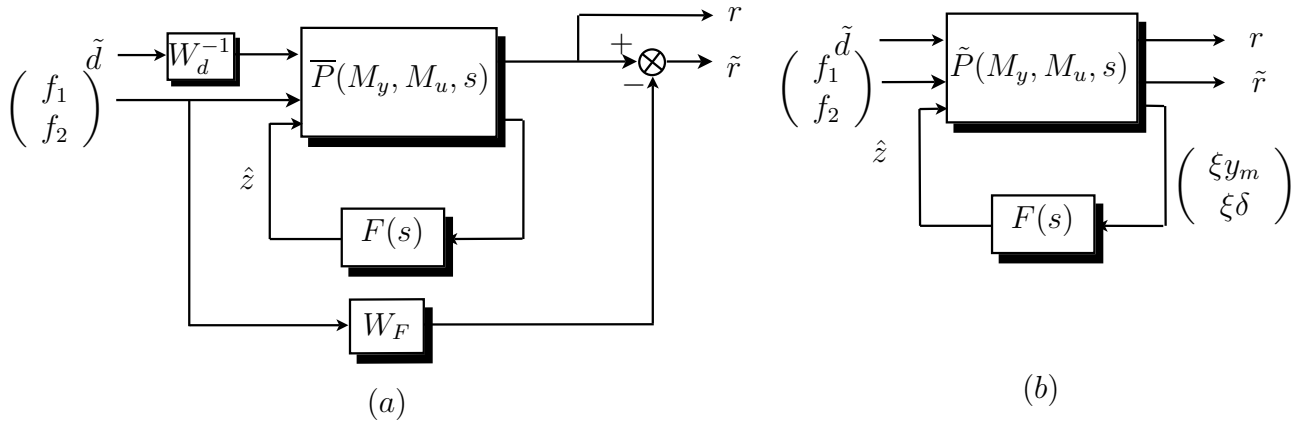 d̃
W_d^{-1}
( f_1
f_2 )
P̅(M_y, M_u, s)
ẑ
F(s)
W_F
+
−
r
r̃
(a)
d̃
( f_1
f_2 )
P̃(M_y, M_u, s)
ẑ
F(s)
r
r̃
( ξy_m
ξδ )
(b)